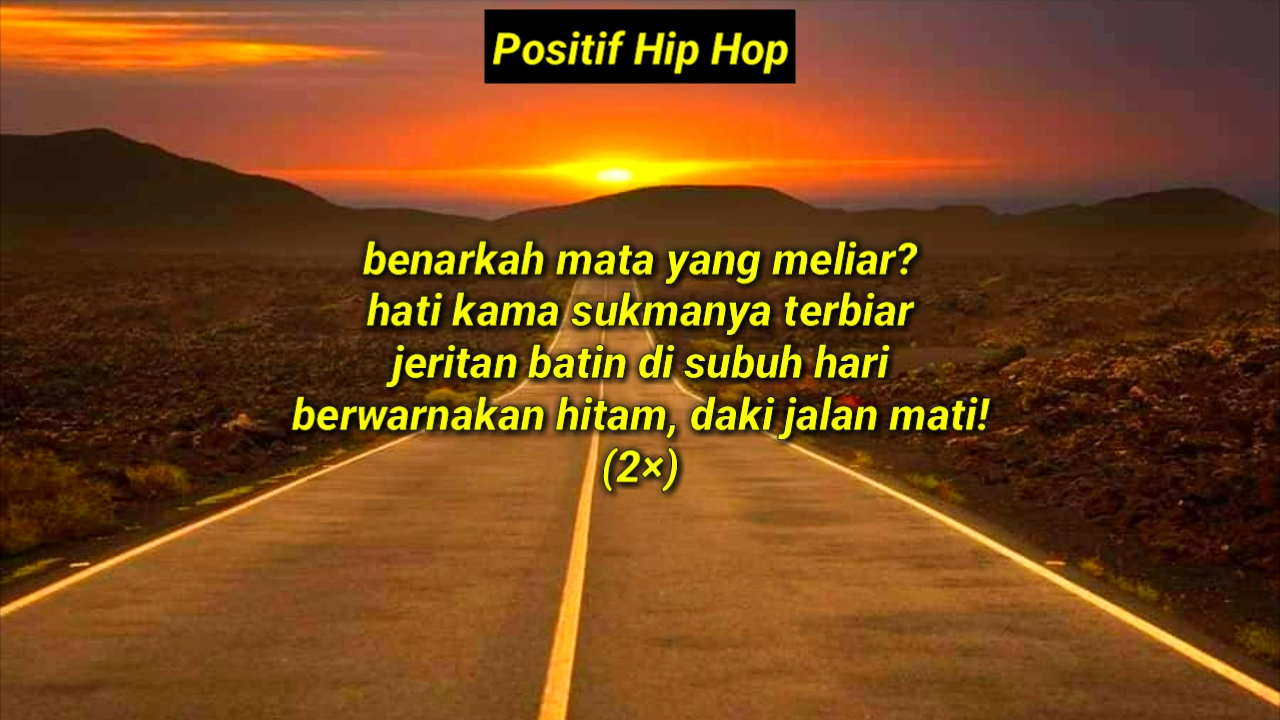 Positif Hip Hop
benarkah mata yang meliar?
hati kama sukmanya terbiar
jeritan batin di subuh hari
berwarnakan hitam, daki jalan mati!
(2×)